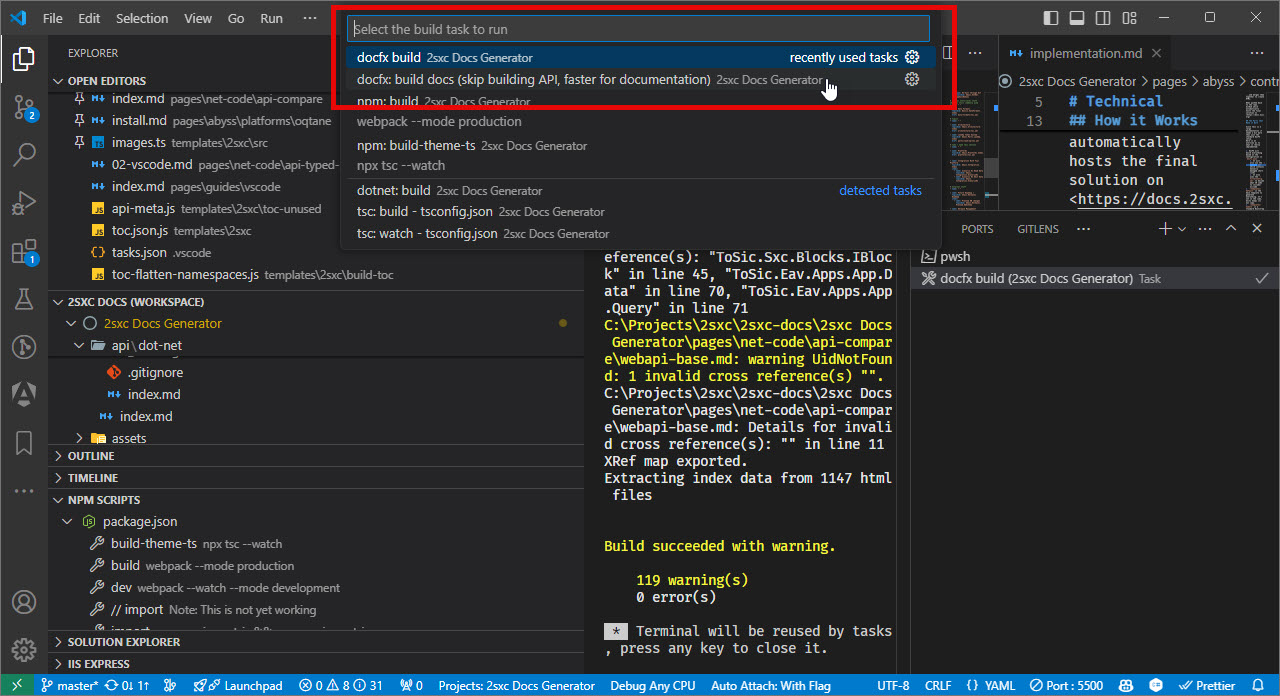 File Edit Selection View Go Run ···
Select the build task to run
docfx build 2sxc Docs Generator recently used tasks
docfx: build docs (skip building API, faster for documentation) 2sxc Docs Generator
npm: build 2sxc Docs Generator
webpack --mode production
npm: build-theme-ts 2sxc Docs Generator
npx tsc --watch
dotnet: build 2sxc Docs Generator detected tasks
tsc: build - tsconfig.json 2sxc Docs Generator
tsc: watch - tsconfig.json 2sxc Docs Generator
EXPLORER
OPEN EDITORS
index.md pages\net-code\api-compare
install.md pages\abyss\platforms\oqtane
images.ts templates\2sxc\src
02-vscode.md pages\net-code\api-typed-
index.md pages\guides\vscode
api-meta.js templates\2sxc\toc-unused
toc.json.js templates\2sxc
tasks.json .vscode
toc-flatten-namespaces.js templates\2sxc\build-toc
2SXC DOCS (WORKSPACE)
2sxc Docs Generator
api\dot-net
.gitignore
index.md
index.md
assets
OUTLINE
TIMELINE
NPM SCRIPTS
package.json
build-theme-ts npx tsc --watch
build webpack --mode production
dev webpack --watch --mode development
// import Note: This is not yet working
SOLUTION EXPLORER
IIS EXPRESS
2
1
eference(s): "ToSic.Sxc.Blocks.IBloc
k" in line 45, "ToSic.Eav.Apps.App.D
ata" in line 70, "ToSic.Eav.Apps.App
.Query" in line 71
C:\Projects\2sxc\2sxc-docs\2sxc Docs
Generator\pages\net-code\api-compar
e\webapi-base.md: warning UidNotFoun
d: 1 invalid cross reference(s) "".
C:\Projects\2sxc\2sxc-docs\2sxc Docs
Generator\pages\net-code\api-compar
e\webapi-base.md: Details for invali
d cross reference(s): "" in line 11
XRef map exported.
Extracting index data from 1147 html
files
Build succeeded with warning.
119 warning(s)
0 error(s)
* Terminal will be reused by tasks
, press any key to close it.
implementation.md
2sxc Docs Generator > pages > abyss > contr
5 # Technical
13 ## How it Works
automatically
hosts the final
solution on
<https://docs.2sxc.
PORTS GITLENS ···
pwsh
docfx build (2sxc Docs Generator) Task
master* 0↓ 1↑ Launchpad 0 8 31 0 Projects: 2sxc Docs Generator Debug Any CPU Auto Attach: With Flag UTF-8 CRLF {} YAML Port : 5500 Prettier